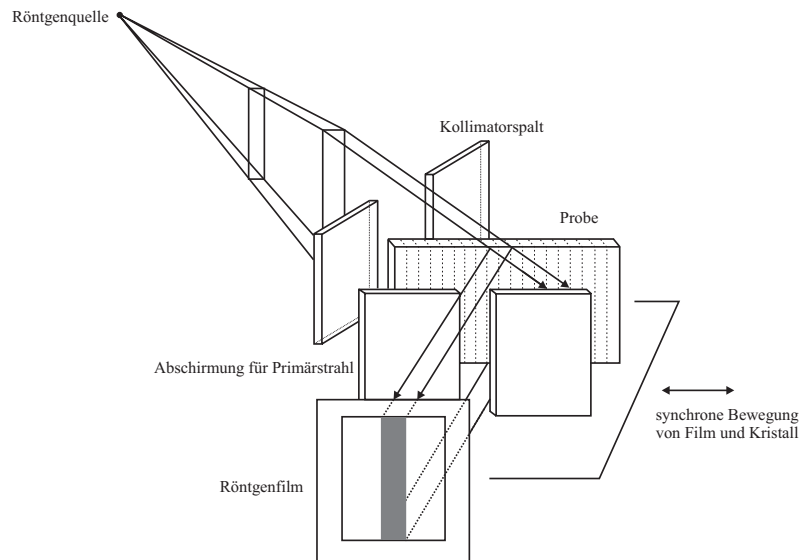 Röntgenquelle
Kollimatorspalt
Probe
Abschirmung für Primärstrahl
synchrone Bewegung
von Film und Kristall
Röntgenfilm